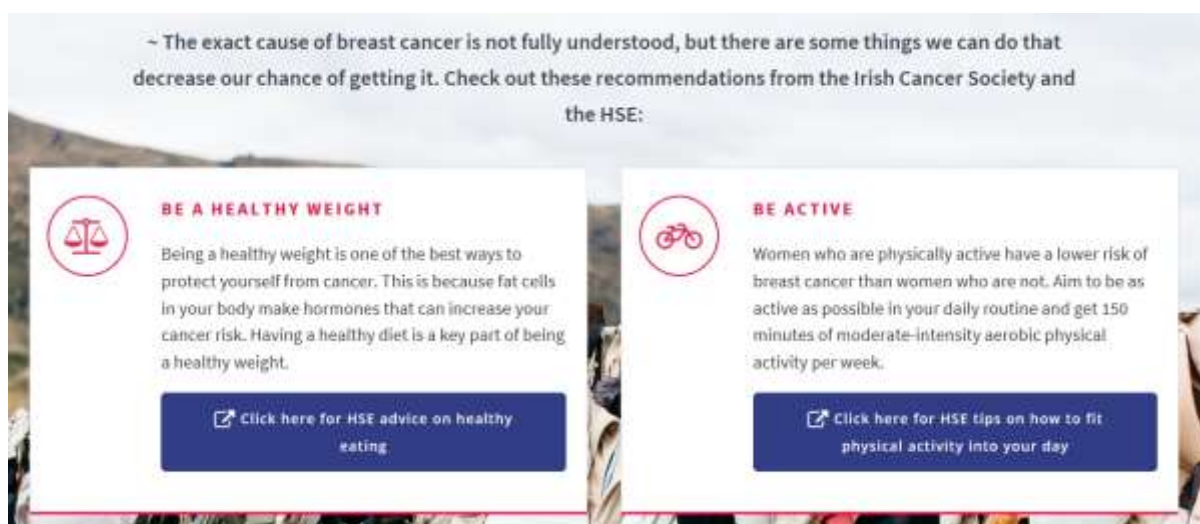 ~ The exact cause of breast cancer is not fully understood, but there are some things we can do that
decrease our chance of getting it. Check out these recommendations from the Irish Cancer Society and
the HSE:
BE A HEALTHY WEIGHT
Being a healthy weight is one of the best ways to
protect yourself from cancer. This is because fat cells
in your body make hormones that can increase your
cancer risk. Having a healthy diet is a key part of being
a healthy weight.
Click here for HSE advice on healthy
eating
BE ACTIVE
Women who are physically active have a lower risk of
breast cancer than women who are not. Aim to be as
active as possible in your daily routine and get 150
minutes of moderate-intensity aerobic physical
activity per week.
Click here for HSE tips on how to fit
physical activity into your day